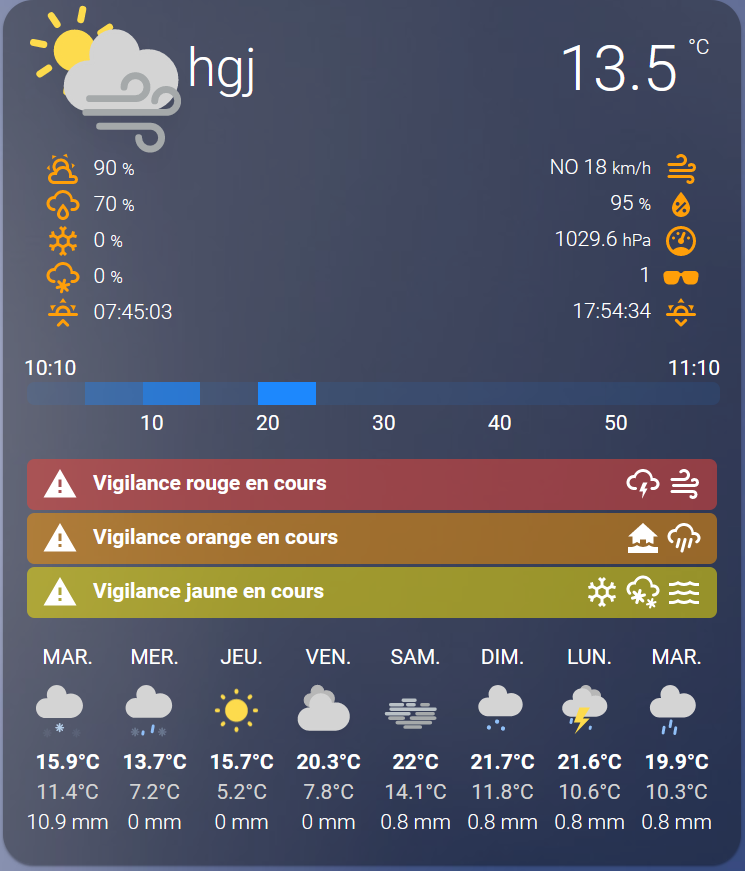 hgj
13.5 °C
90 %
NO 18 km/h
70 %
95 %
0 %
1029.6 hPa
0 %
1
07:45:03
17:54:34
10:10
11:10
10 20 30 40 50
Vigilance rouge en cours
Vigilance orange en cours
Vigilance jaune en cours
MAR. MER. JEU. VEN. SAM. DIM. LUN. MAR.
15.9°C 13.7°C 15.7°C 20.3°C 22°C 21.7°C 21.6°C 19.9°C
11.4°C 7.2°C 5.2°C 7.8°C 14.1°C 11.8°C 10.6°C 10.3°C
10.9 mm 0 mm 0 mm 0 mm 0.8 mm 0.8 mm 0.8 mm 0.8 mm